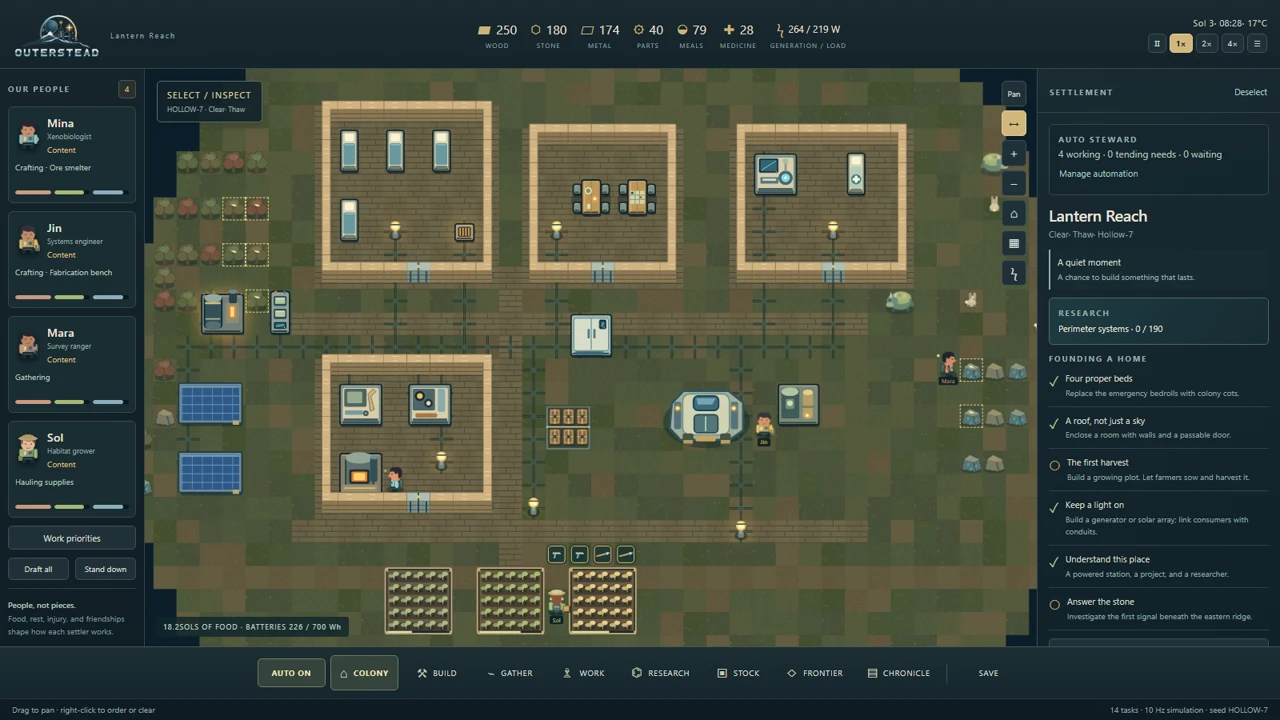 OUTERSTEAD
Lantern Reach
250
WOOD
180
STONE
174
METAL
40
PARTS
79
MEALS
28
MEDICINE
264 / 219 W
GENERATION / LOAD
Sol 3· 08:28· 17°C
1×
2×
4×
OUR PEOPLE
4
Mina
Xenobiologist
Content
Crafting · Ore smelter
Jin
Systems engineer
Content
Crafting · Fabrication bench
Mara
Survey ranger
Content
Gathering
Sol
Habitat grower
Content
Hauling supplies
Work priorities
Draft all
Stand down
People, not pieces.
Food, rest, injury, and friendships
shape how each settler works.
SELECT / INSPECT
HOLLOW-7 · Clear· Thaw
Pan
Mara
Jin
Sol
18.2SOLS OF FOOD · BATTERIES 226 / 700 Wh
SETTLEMENT
Deselect
AUTO STEWARD
4 working · 0 tending needs · 0 waiting
Manage automation
Lantern Reach
Clear· Thaw· Hollow-7
A quiet moment
A chance to build something that lasts.
RESEARCH
Perimeter systems · 0 / 190
FOUNDING A HOME
Four proper beds
Replace the emergency bedrolls with colony cots.
A roof, not just a sky
Enclose a room with walls and a passable door.
The first harvest
Build a growing plot. Let farmers sow and harvest it.
Keep a light on
Build a generator or solar array; link consumers with
conduits.
Understand this place
A powered station, a project, and a researcher.
Answer the stone
Investigate the first signal beneath the eastern ridge.
AUTO ON
COLONY
BUILD
GATHER
WORK
RESEARCH
STOCK
FRONTIER
CHRONICLE
SAVE
Drag to pan · right-click to order or clear
14 tasks · 10 Hz simulation · seed HOLLOW-7